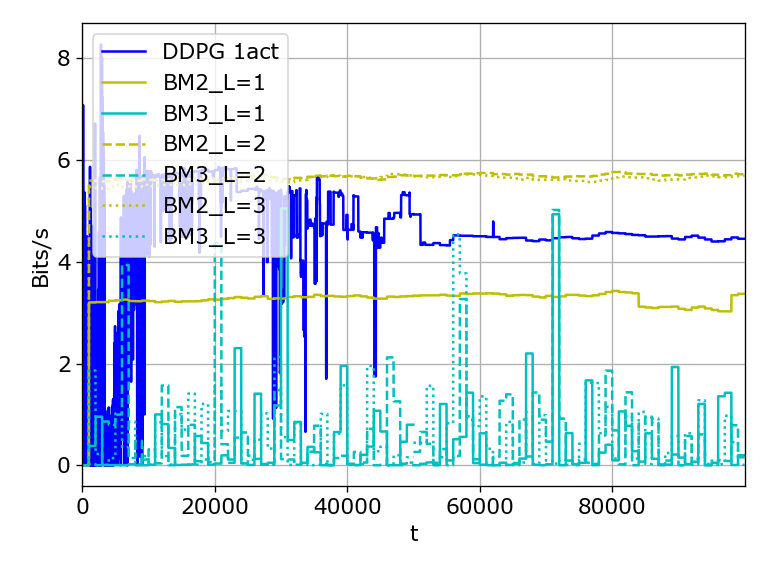 8
6
4
2
0
Bits/s
DDPG 1act
BM2_L=1
BM3_L=1
BM2_L=2
BM3_L=2
BM2_L=3
BM3_L=3
0 20000 40000 60000 80000
t